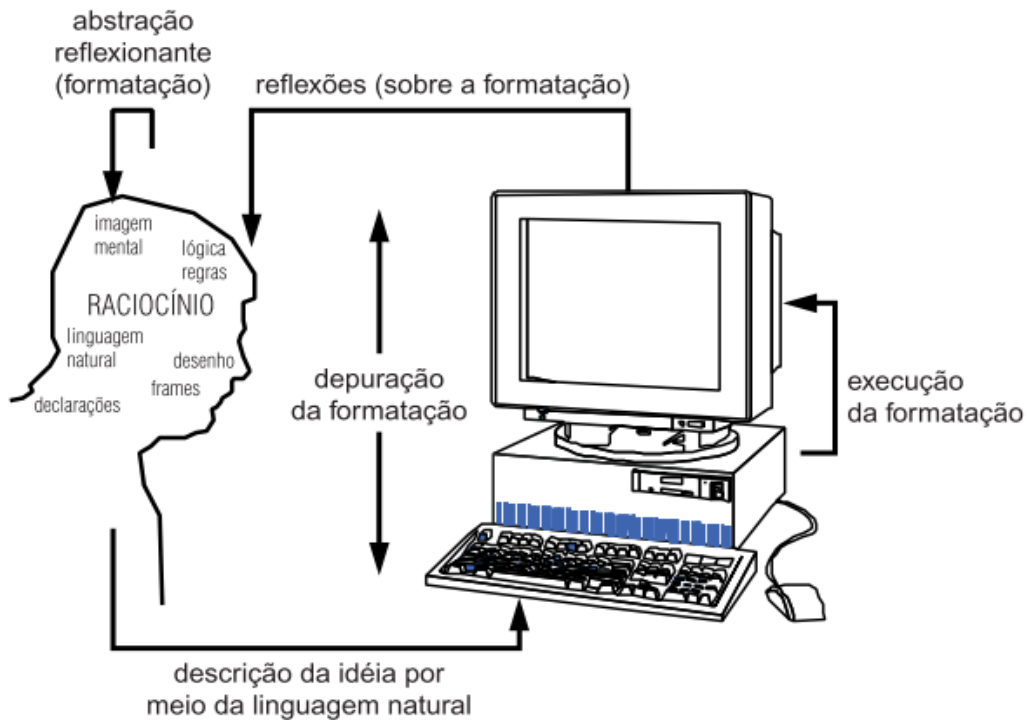 abstração
reflexionante
(formatação)
reflexões (sobre a formatação)
imagem
mental
lógica
regras
RACIOCÍNIO
linguagem
natural
desenho
frames
declarações
depuração
da formatação
execução
da formatação
descrição da idéia por
meio da linguagem natural